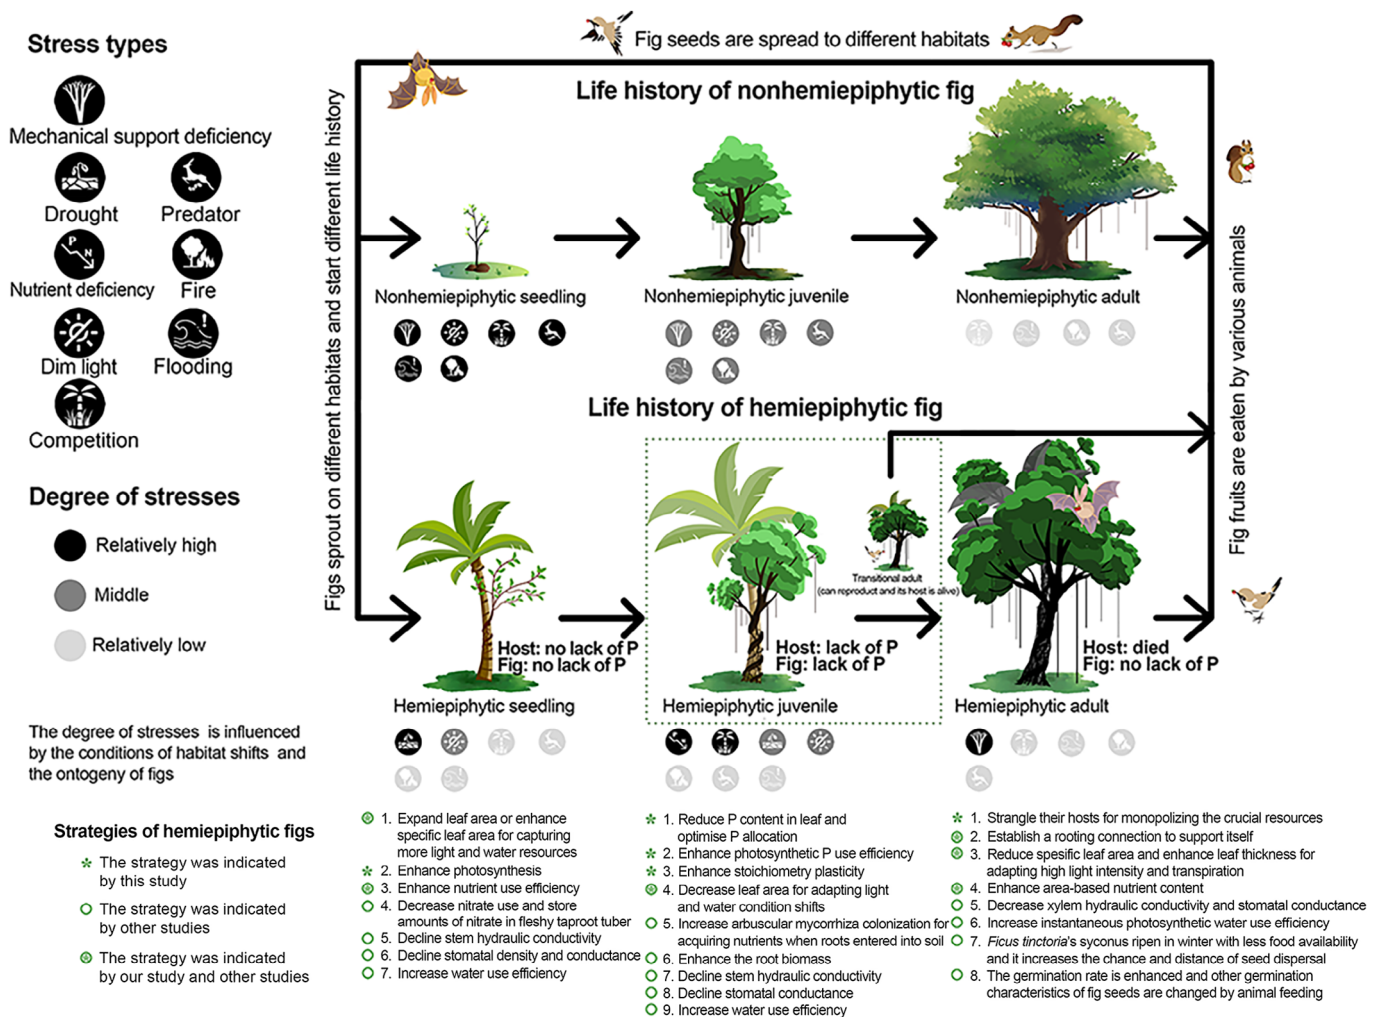 Stress types
Mechanical support deficiency
Drought
Predator
P
N
Nutrient deficiency
Fire
Dim light
Flooding
Competition
Degree of stresses
Relatively high
Middle
Relatively low
The degree of stresses is influenced
by the conditions of habitat shifts and
the ontogeny of figs
Strategies of hemiepiphytic figs
The strategy was indicated
by this study
The strategy was indicated
by other studies
The strategy was indicated
by our study and other studies
Fig seeds are spread to different habitats
Figs sprout on different habitats and start different life history
Life history of nonhemiepiphytic fig
Nonhemiepiphytic seedling
Nonhemiepiphytic juvenile
Nonhemiepiphytic adult
Fig fruits are eaten by various animals
Life history of hemiepiphytic fig
Host: no lack of P
Fig: no lack of P
Hemiepiphytic seedling
Transitional adult
(can reproduce and its host is alive)
Host: lack of P
Fig: lack of P
Hemiepiphytic juvenile
Host: died
Fig: no lack of P
Hemiepiphytic adult
1. Expand leaf area or enhance
specific leaf area for capturing
more light and water resources
2. Enhance photosynthesis
3. Enhance nutrient use efficiency
4. Decrease nitrate use and store
amounts of nitrate in fleshy taproot tuber
5. Decline stem hydraulic conductivity
6. Decline stomatal density and conductance
7. Increase water use efficiency
1. Reduce P content in leaf and
optimise P allocation
2. Enhance photosynthetic P use efficiency
3. Enhance stoichiometry plasticity
4. Decrease leaf area for adapting light
and water condition shifts
5. Increase arbuscular mycorrhiza colonization for
acquiring nutrients when roots entered into soil
6. Enhance the root biomass
7. Decline stem hydraulic conductivity
8. Decline stomatal conductance
9. Increase water use efficiency
1. Strangle their hosts for monopolizing the crucial resources
2. Establish a rooting connection to support itself
3. Reduce spesific leaf area and enhance leaf thickness for
adapting high light intensity and transpiration
4. Enhance area-based nutrient content
5. Decrease xylem hydraulic conductivity and stomatal conductance
6. Increase instantaneous photosynthetic water use efficiency
7. Ficus tinctoria's syconus ripen in winter with less food availability
and it increases the chance and distance of seed dispersal
8. The germination rate is enhanced and other germination
characteristics of fig seeds are changed by animal feeding